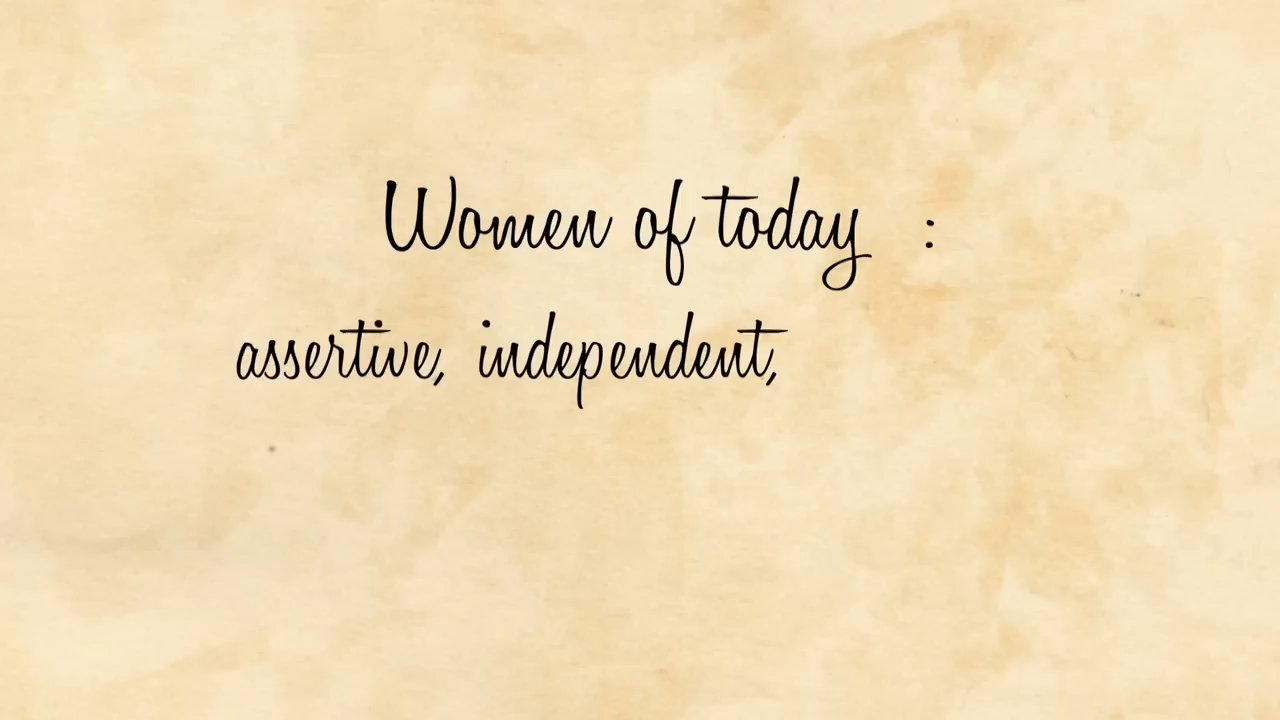 Women of today :
assertive, independent,